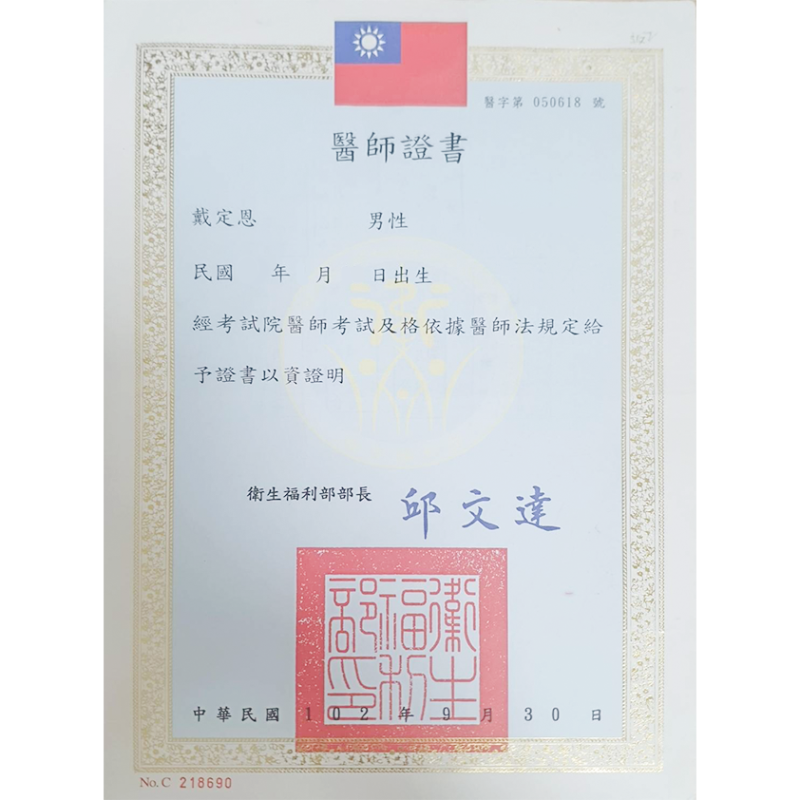 醫字第 050618 號
醫師證書
戴定恩 男性
民國 年 月 日出生
經考試院醫師考試及格依據醫師法規定給
予證書以資證明
衛生福利部部長 邱文達
衛生福利部印
中華民國 102 年 9 月 30 日
No. C 218690